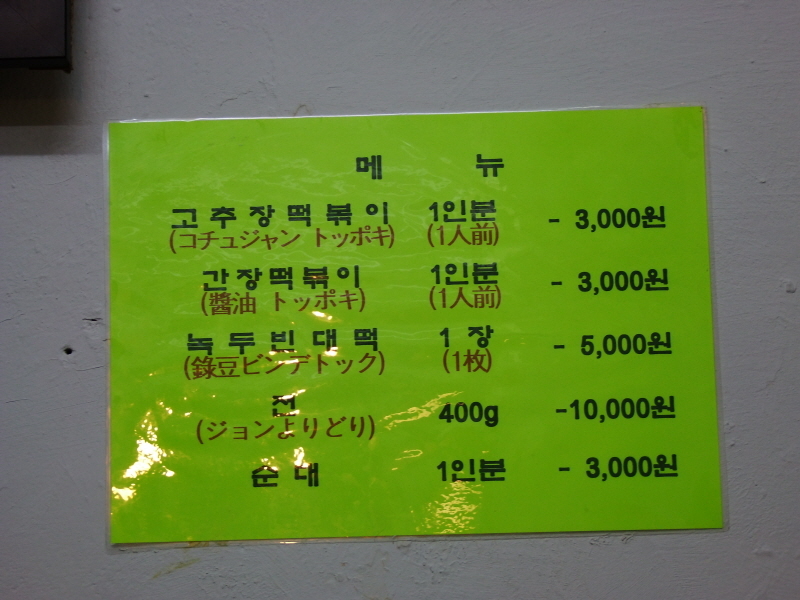 메 뉴
고추장떡볶이 1인분 - 3,000원
(コチュジャン トッポキ) (1人前)
간장떡볶이 1인분 - 3,000원
(醬油 トッポキ) (1人前)
녹두빈대떡 1장 - 5,000원
(錄豆ビンデトック) (1枚)
전 400g -10,000원
(ジョンよりどり)
순대 1인분 - 3,000원